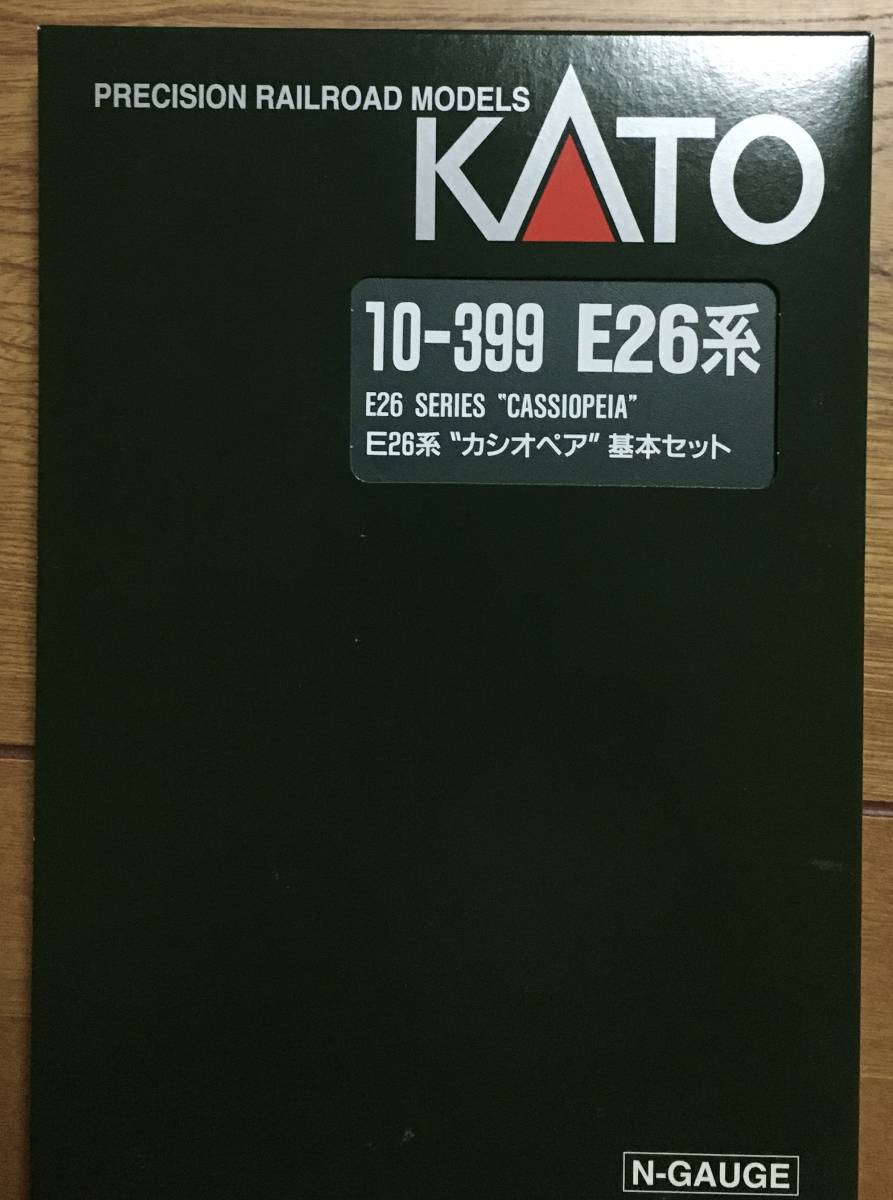 PRECISION RAILROAD MODELS
KATO
10-399 E26系
E26 SERIES "CASSIOPEIA"
E26系 "カシオペア" 基本セット
N-GAUGE